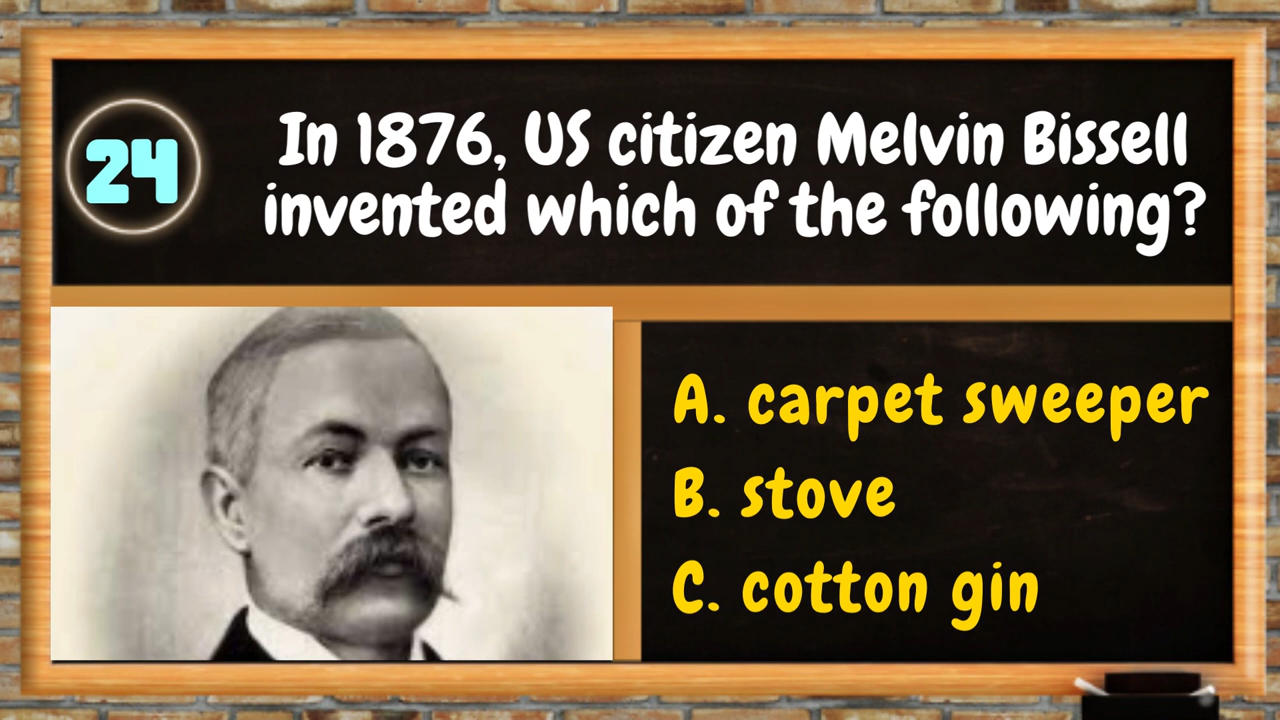 24
In 1876, US citizen Melvin Bissell
invented which of the following?
A. carpet sweeper
B. stove
C. cotton gin